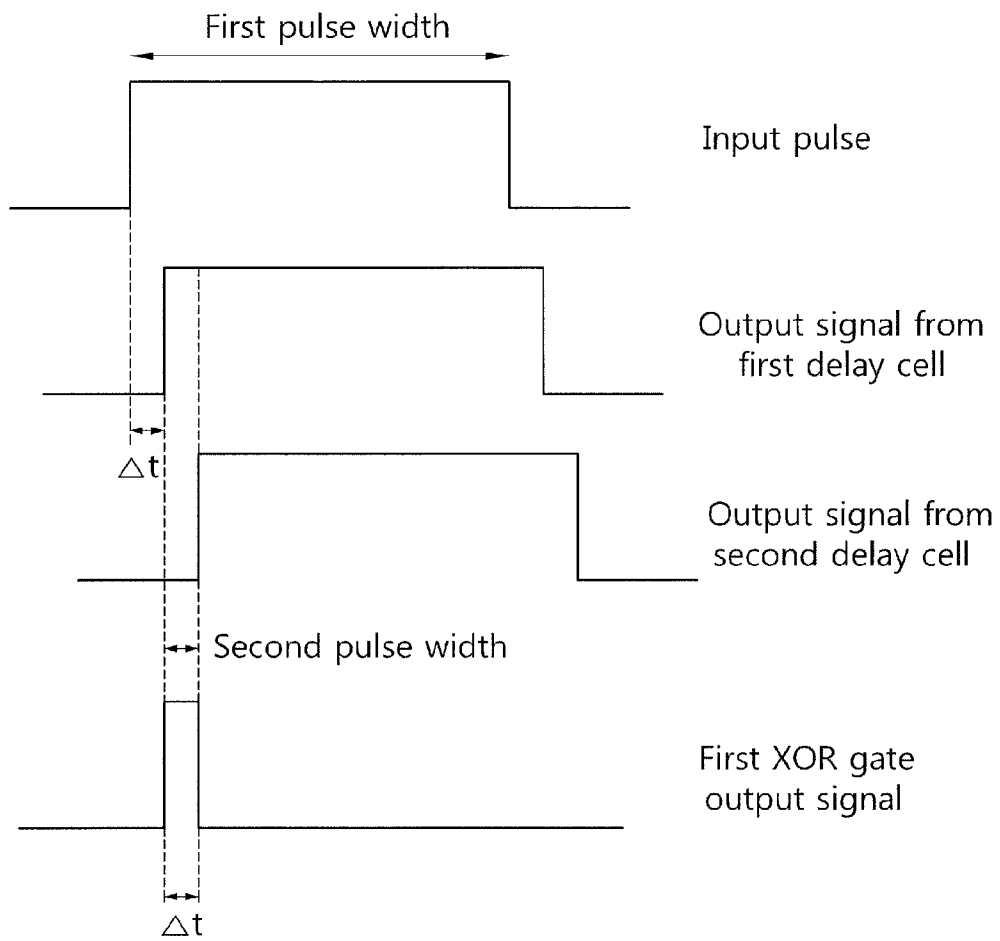 First pulse width
Input pulse
Output signal from
first delay cell
△t
Output signal from
second delay cell
Second pulse width
First XOR gate
output signal
△t